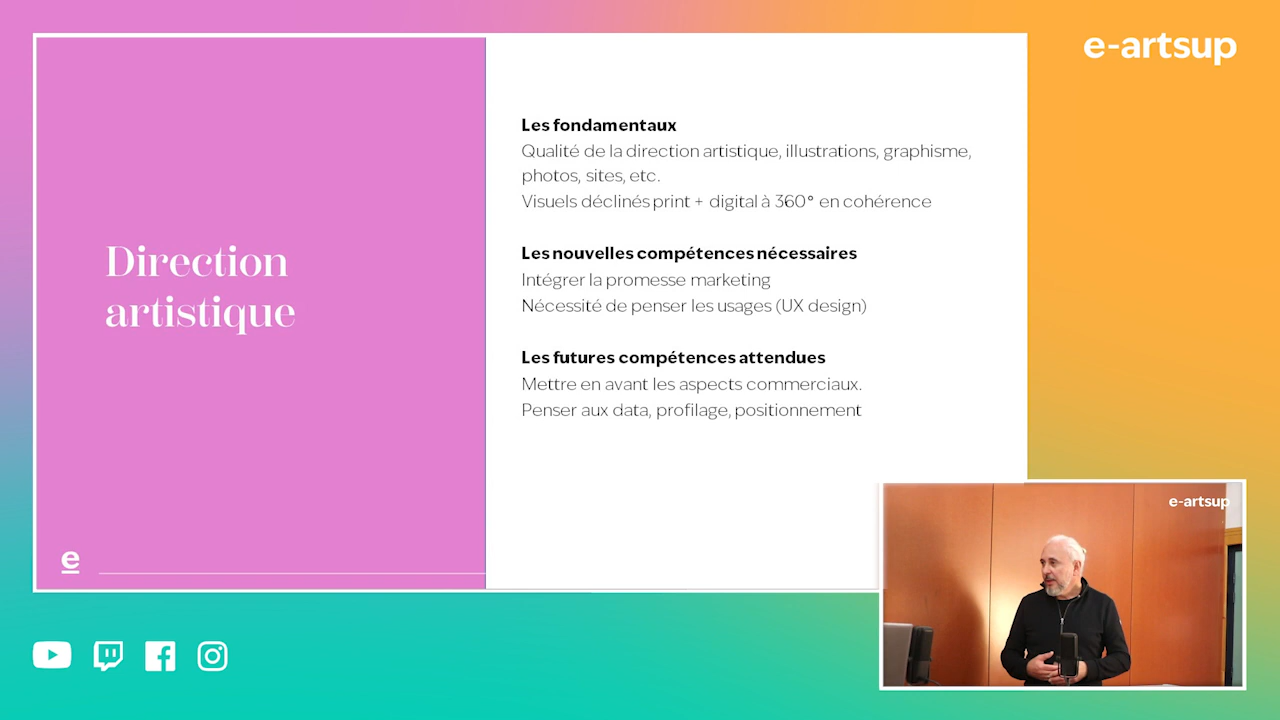 e-artsup
Direction
artistique
Les fondamentaux
Qualité de la direction artistique, illustrations, graphisme,
photos, sites, etc.
Visuels déclinés print + digital à 360° en cohérence
Les nouvelles compétences nécessaires
Intégrer la promesse marketing
Nécessité de penser les usages (UX design)
Les futures compétences attendues
Mettre en avant les aspects commerciaux.
Penser aux data, profilage, positionnement
e
e-artsup